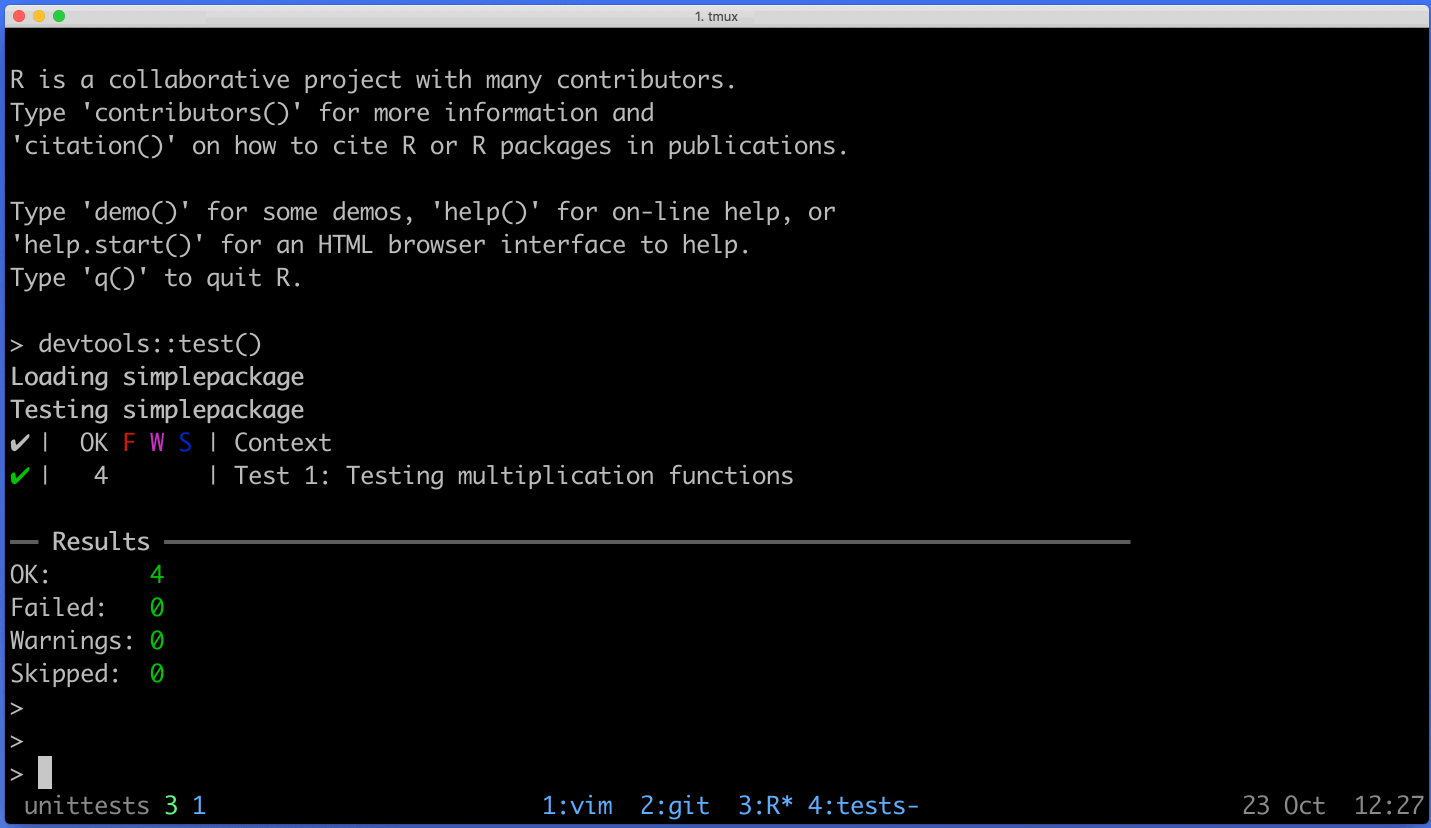 1. tmux
R is a collaborative project with many contributors.
Type 'contributors()' for more information and
'citation()' on how to cite R or R packages in publications.
Type 'demo()' for some demos, 'help()' for on-line help, or
'help.start()' for an HTML browser interface to help.
Type 'q()' to quit R.
> devtools::test()
Loading simplepackage
Testing simplepackage
✔ | OK F W S | Context
✔ | 4 | Test 1: Testing multiplication functions
── Results ─────────────────────────────────────────────────────────────────────
OK: 4
Failed: 0
Warnings: 0
Skipped: 0
>
>
>
unittests 3 1 1:vim 2:git 3:R* 4:tests- 23 Oct 12:27